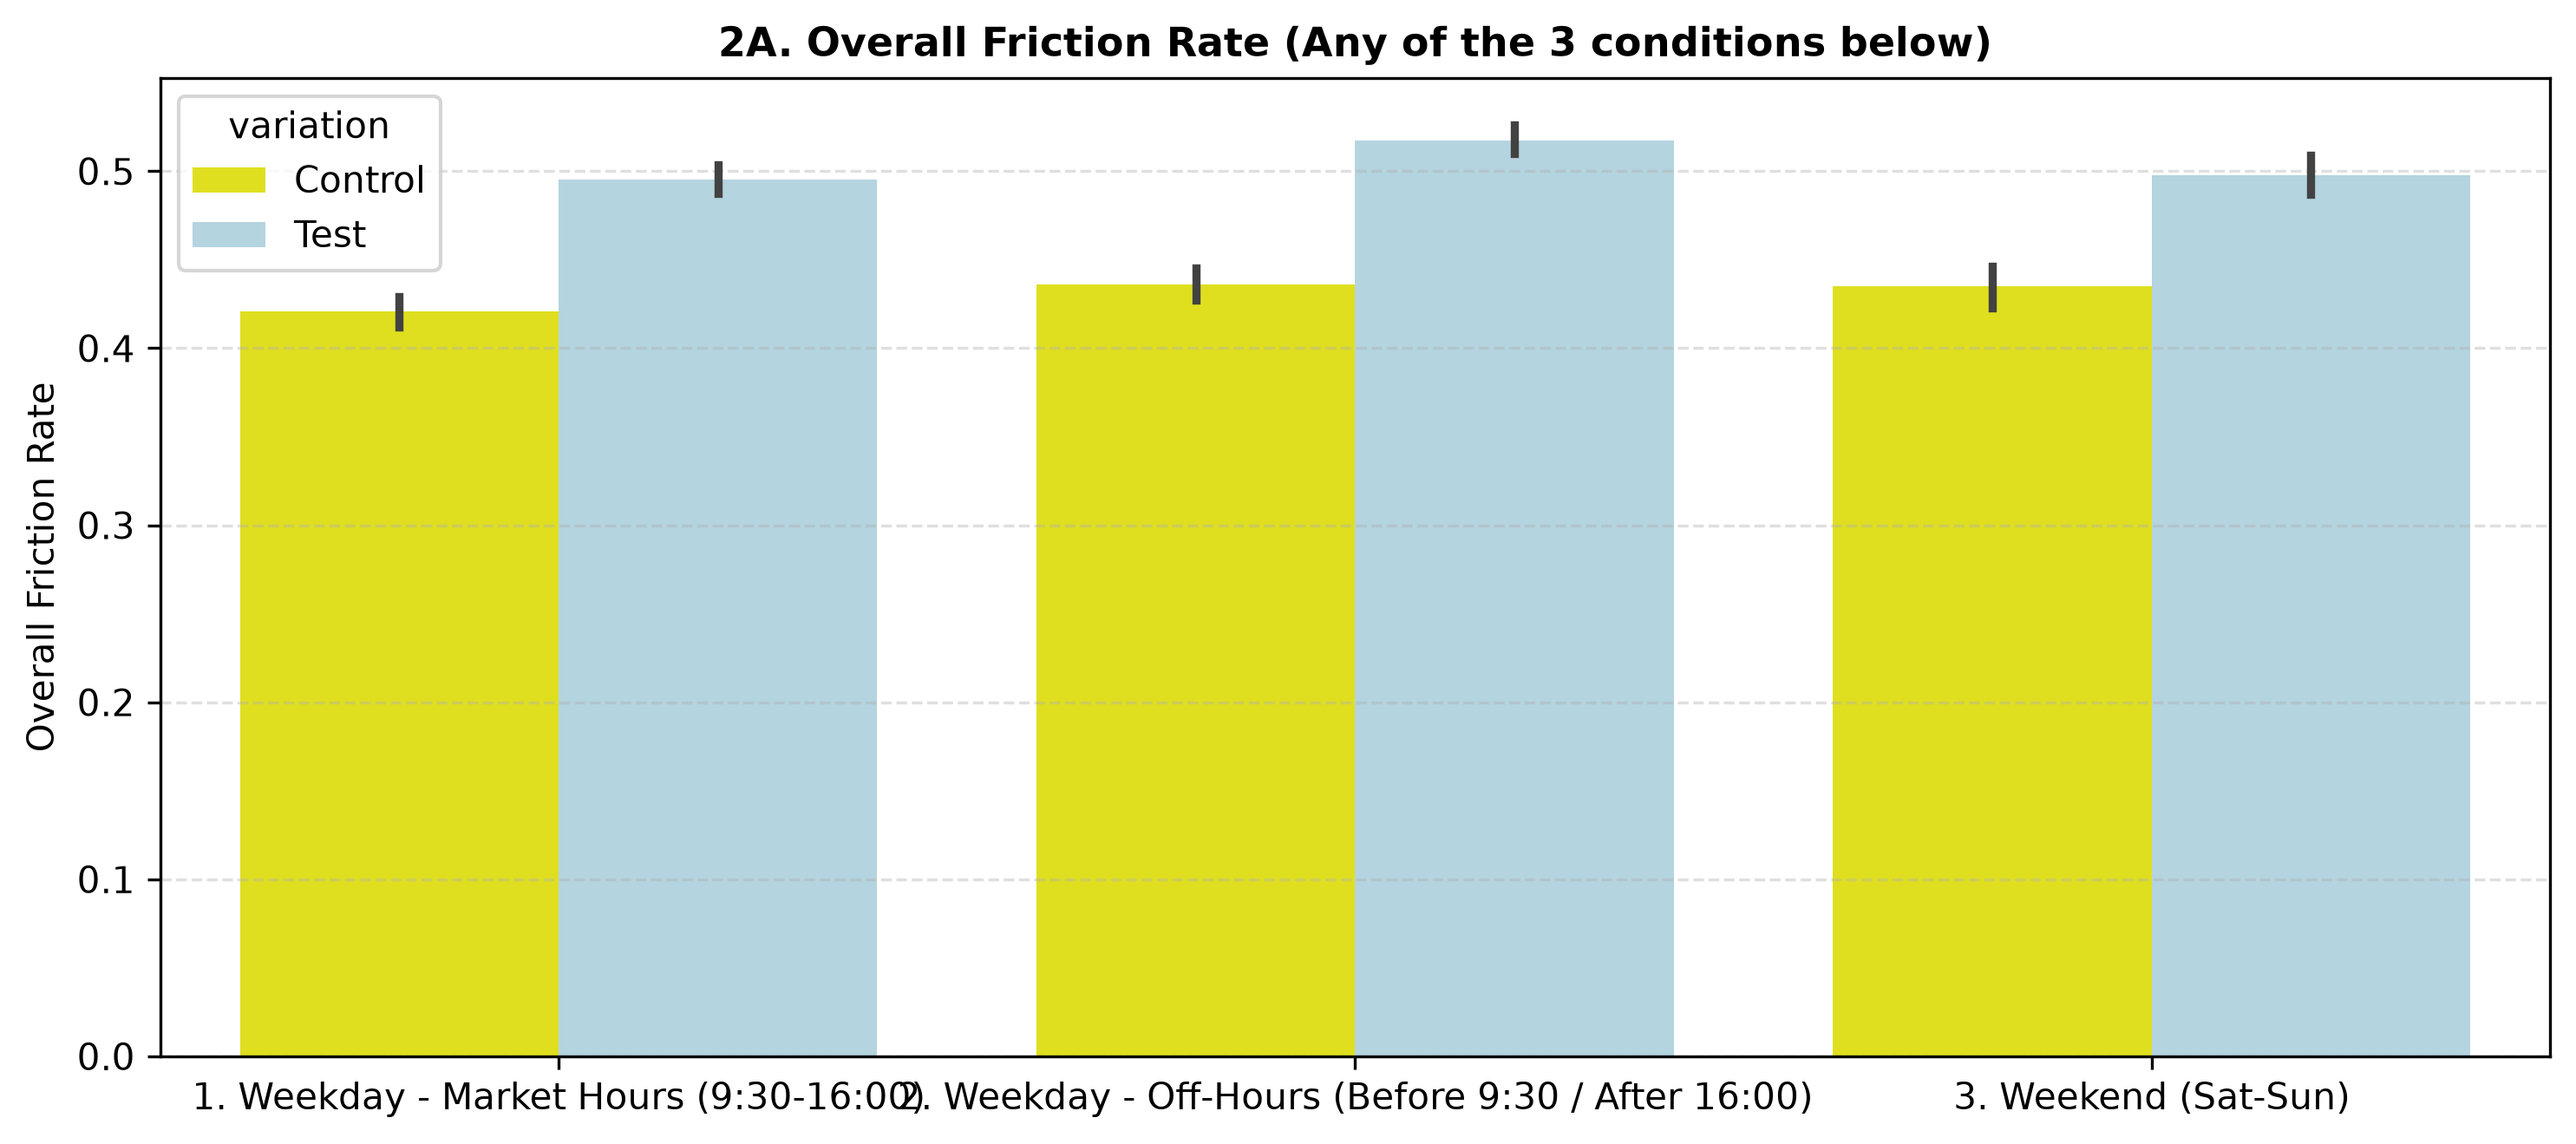 2A. Overall Friction Rate (Any of the 3 conditions below)
variation
Control
Test
Overall Friction Rate
0.5
0.4
0.3
0.2
0.1
0.0
1. Weekday - Market Hours (9:30-16:00)
2. Weekday - Off-Hours (Before 9:30 / After 16:00)
3. Weekend (Sat-Sun)